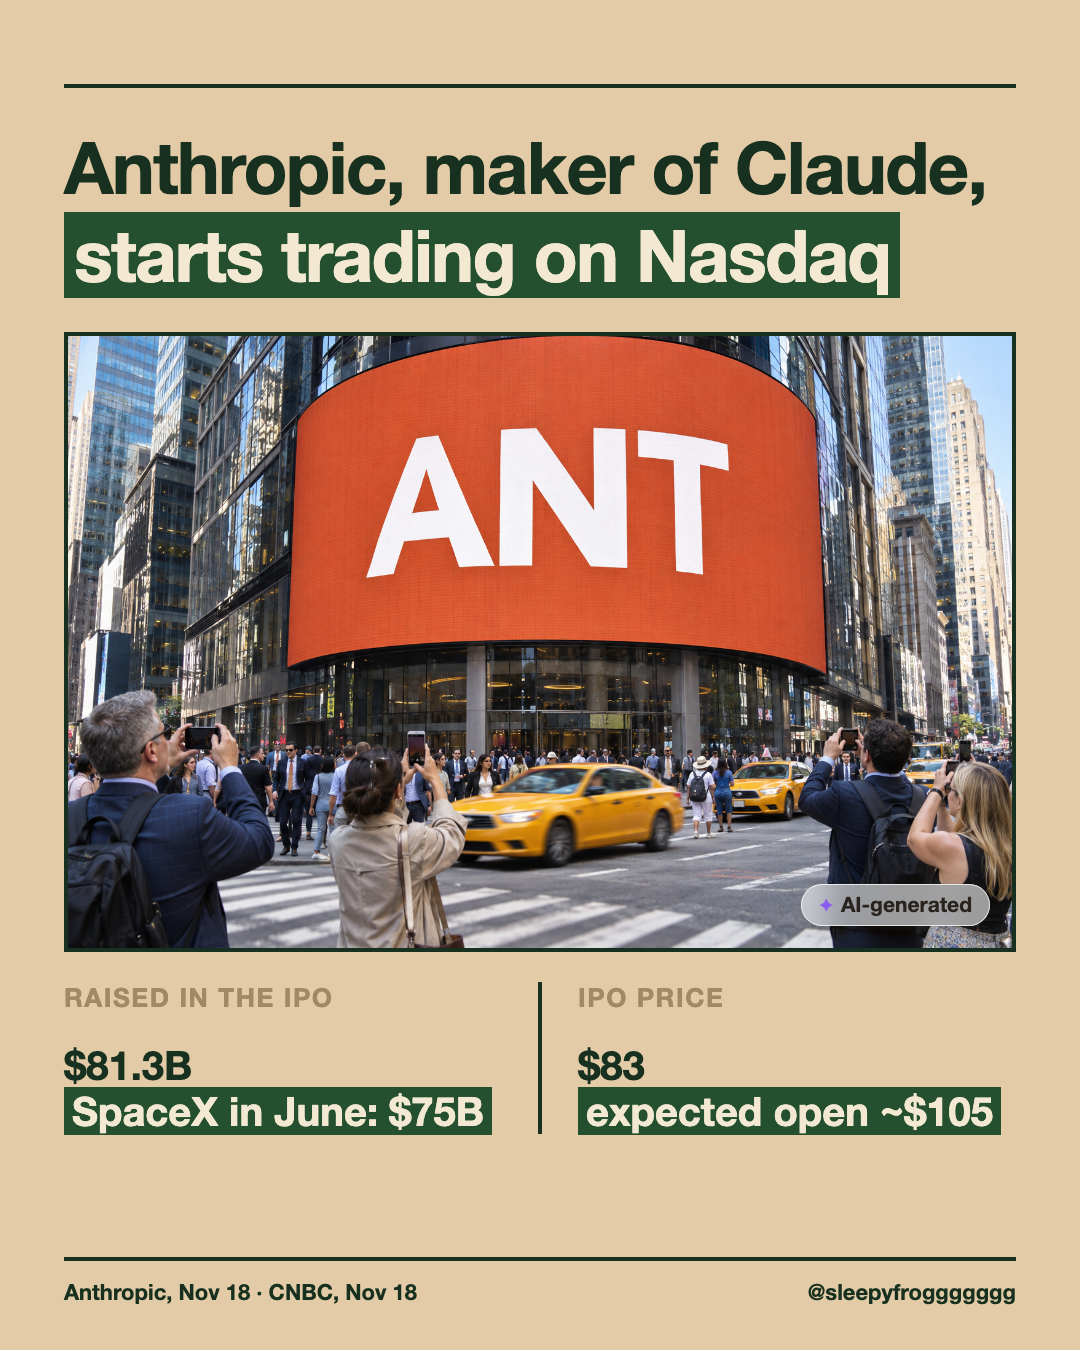 Anthropic, maker of Claude,
starts trading on Nasdaq
ANT
AI-generated
RAISED IN THE IPO
$81.3B
SpaceX in June: $75B
IPO PRICE
$83
expected open ~$105
Anthropic, Nov 18 · CNBC, Nov 18
@sleepyfroggggggg